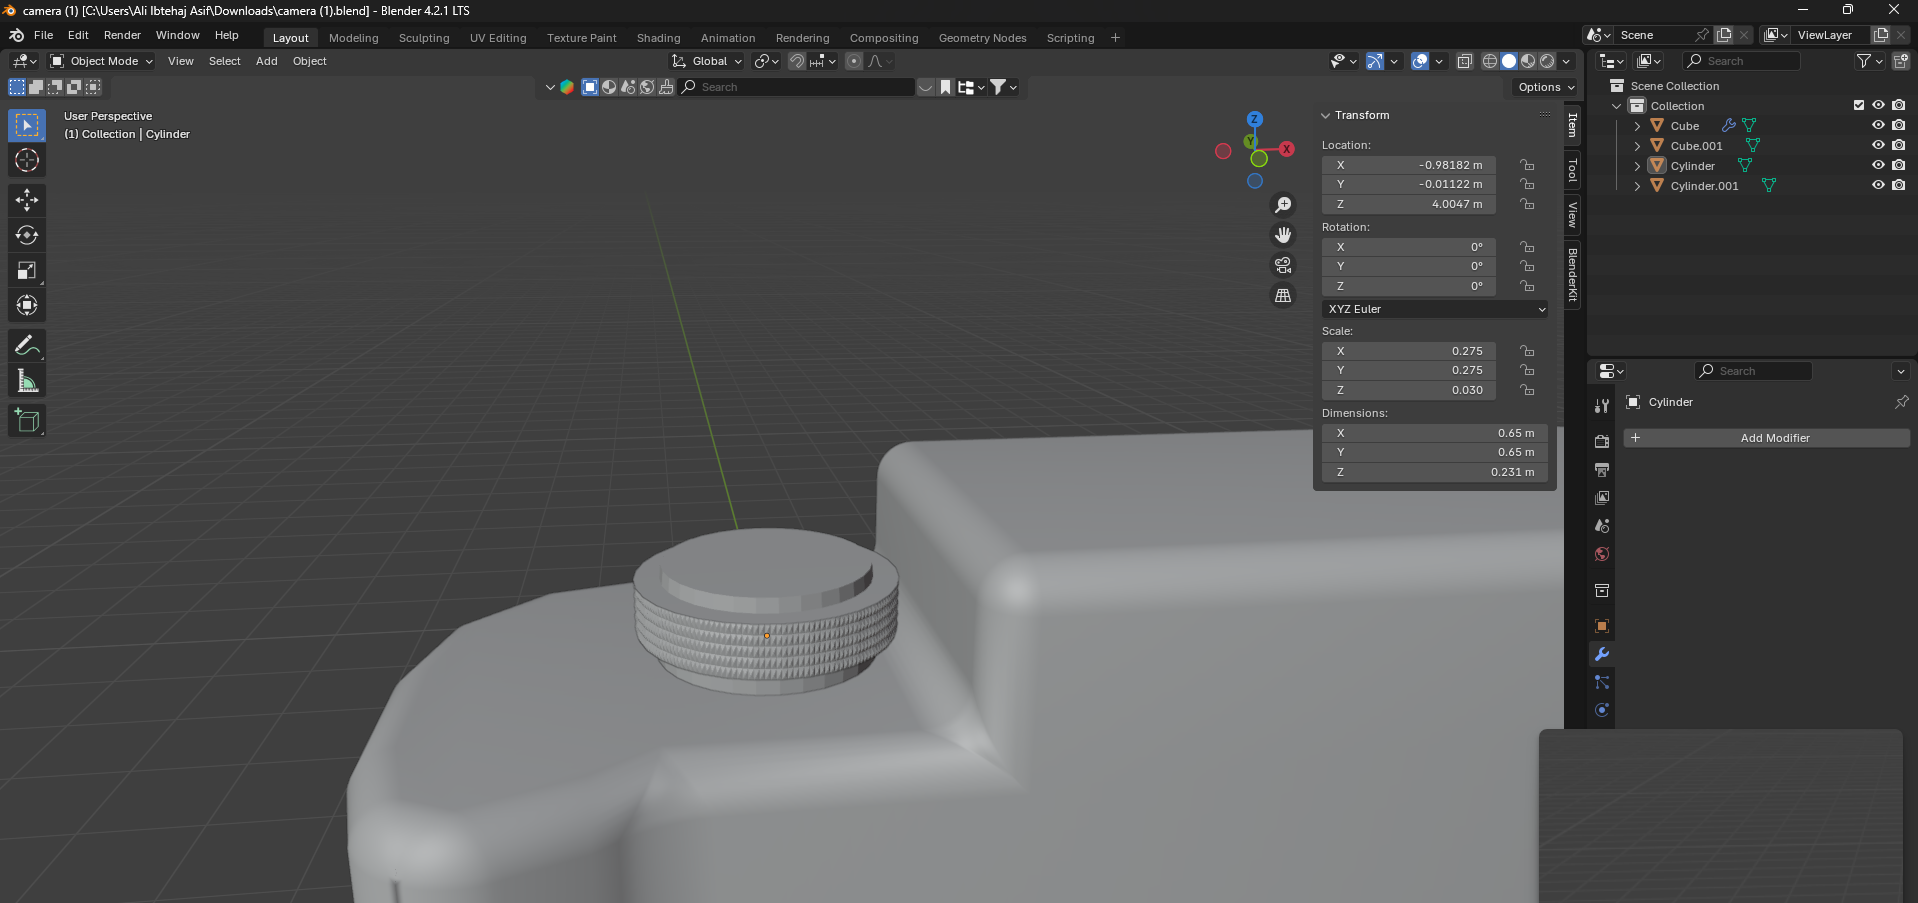 camera (1) [C:\Users\Ali Ibtehaj Asif\Downloads\camera (1).blend] - Blender 4.2.1 LTS
File Edit Render Window Help Layout Modeling Sculpting UV Editing Texture Paint Shading Animation Rendering Compositing Geometry Nodes Scripting + Scene ViewLayer
Object Mode View Select Add Object Global Search
Search Options
User Perspective
(1) Collection | Cylinder
Z
Y
X
Transform
Location:
X -0.98182 m
Y -0.01122 m
Z 4.0047 m
Rotation:
X 0°
Y 0°
Z 0°
XYZ Euler
Scale:
X 0.275
Y 0.275
Z 0.030
Dimensions:
X 0.65 m
Y 0.65 m
Z 0.231 m
Item
Tool
View
BlenderKit
Scene Collection
Collection
Cube
Cube.001
Cylinder
Cylinder.001
Search
Cylinder
+ Add Modifier